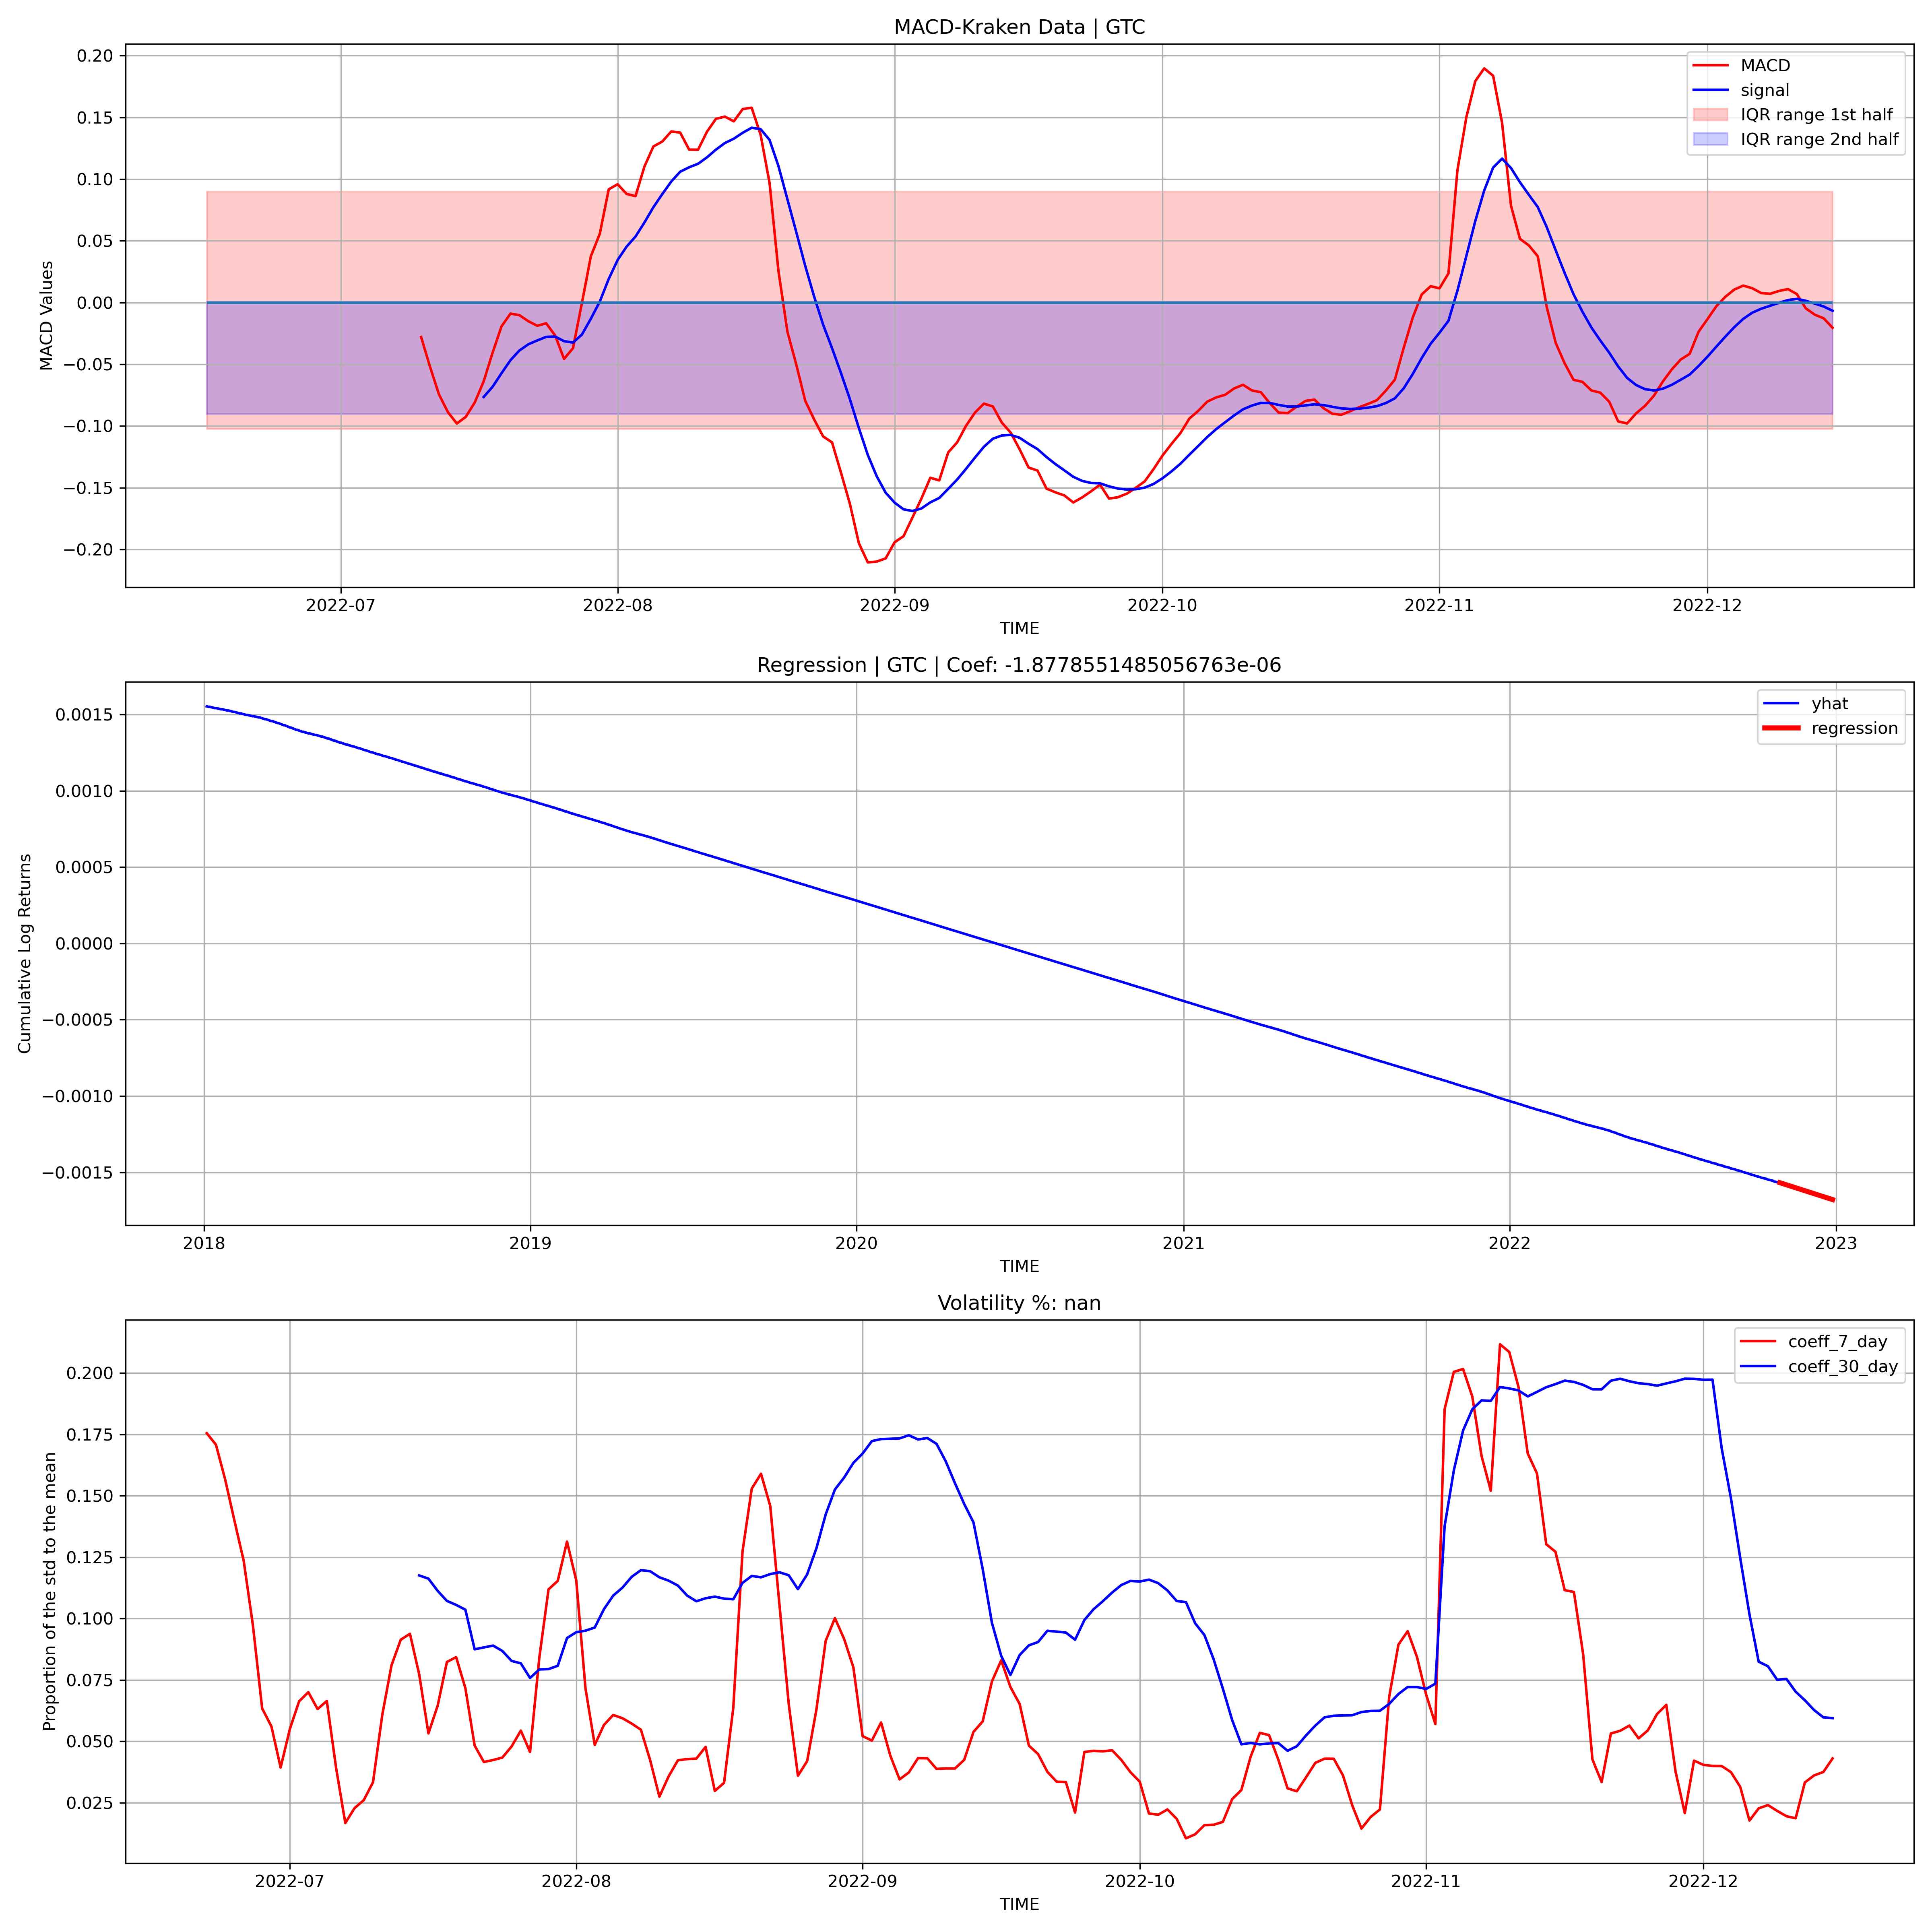 MACD-Kraken Data | GTC
MACD Values
0.20
0.15
0.10
0.05
0.00
−0.05
−0.10
−0.15
−0.20
MACD
signal
IQR range 1st half
IQR range 2nd half
2022-07
2022-08
2022-09
2022-10
2022-11
2022-12
TIME
Regression | GTC | Coef: -1.8778551485056763e-06
Cumulative Log Returns
0.0015
0.0010
0.0005
0.0000
−0.0005
−0.0010
−0.0015
yhat
regression
2018
2019
2020
2021
2022
2023
TIME
Volatility %: nan
Proportion of the std to the mean
0.200
0.175
0.150
0.125
0.100
0.075
0.050
0.025
coeff_7_day
coeff_30_day
2022-07
2022-08
2022-09
2022-10
2022-11
2022-12
TIME